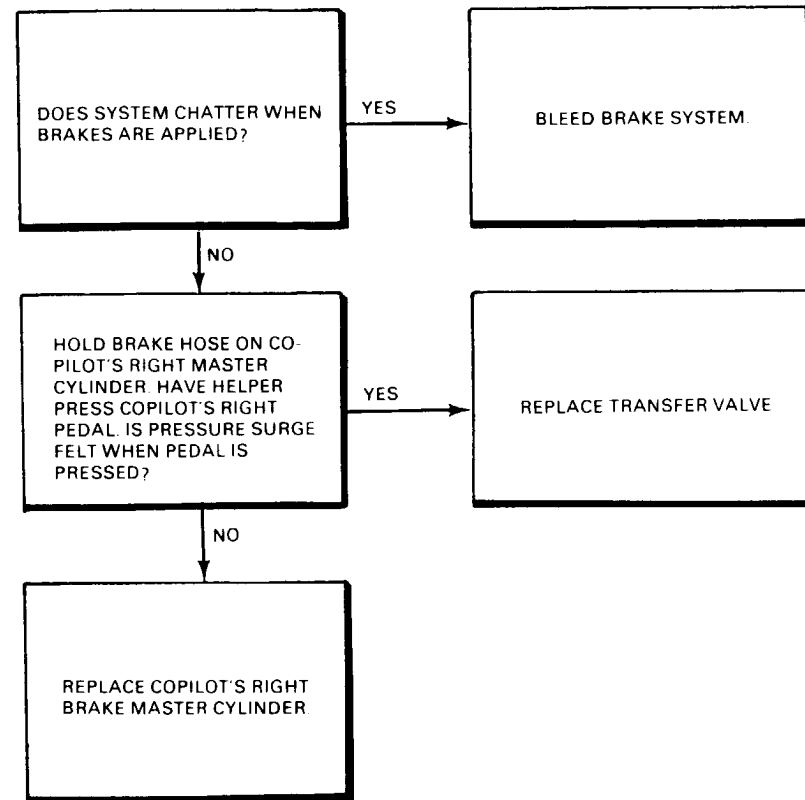 DOES SYSTEM CHATTER WHEN
BRAKES ARE APPLIED?
YES
BLEED BRAKE SYSTEM.
NO
HOLD BRAKE HOSE ON CO-
PILOT'S RIGHT MASTER
CYLINDER. HAVE HELPER
PRESS COPILOT'S RIGHT
PEDAL. IS PRESSURE SURGE
FELT WHEN PEDAL IS
PRESSED?
YES
REPLACE TRANSFER VALVE
NO
REPLACE COPILOT'S RIGHT
BRAKE MASTER CYLINDER.